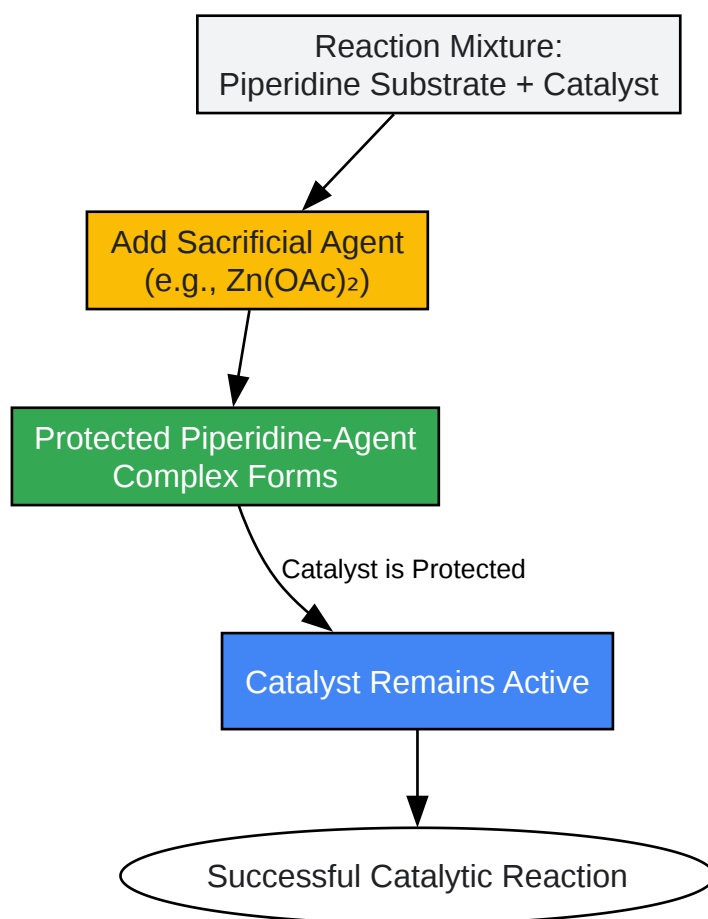 Reaction Mixture:
Piperidine Substrate + Catalyst
Add Sacrificial Agent
(e.g., Zn(OAc)₂)
Protected Piperidine-Agent
Complex Forms
Catalyst is Protected
Catalyst Remains Active
Successful Catalytic Reaction